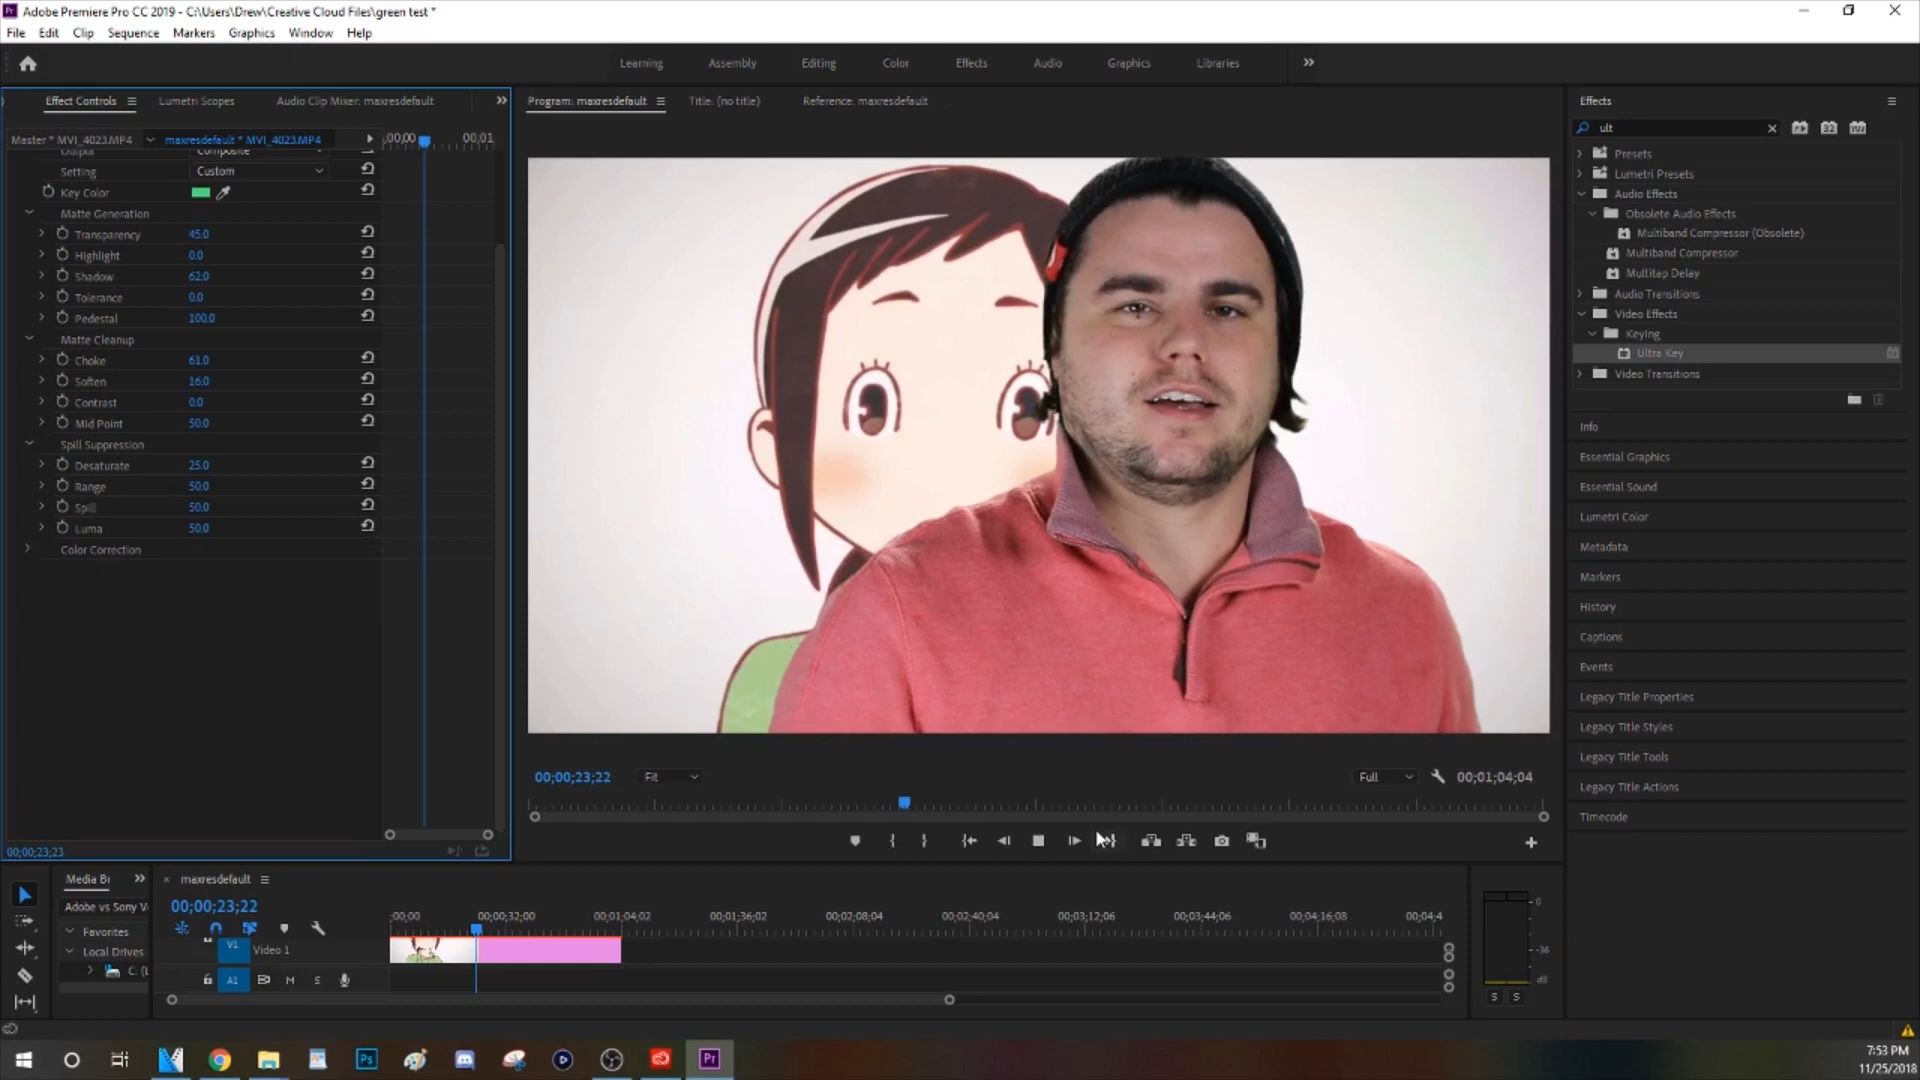 Adobe Premiere Pro CC 2019 - C:\Users\Drew\Creative Cloud Files\green test *
File Edit Clip Sequence Markers Graphics Window Help
Learning Assembly Editing Color Effects Audio Graphics Libraries
Effect Controls Lumetri Scopes Audio Clip Mixer: maxresdefault
Program: maxresdefault Title: (no title) Reference: maxresdefault
Master * MVI_4023.MP4 maxresdefault * MVI_4023.MP4 ;00;00 00;01
Output Composite
Setting Custom
Key Color
Matte Generation
Transparency 45.0
Highlight 0.0
Shadow 62.0
Tolerance 0.0
Pedestal 100.0
Matte Cleanup
Choke 61.0
Soften 16.0
Contrast 0.0
Mid Point 50.0
Spill Suppression
Desaturate 25.0
Range 50.0
Spill 50.0
Luma 50.0
Color Correction
00;00;23;23
00;00;23;22 Fit Full 00;01;04;04
Effects
ult
32
Presets
Lumetri Presets
Audio Effects
Obsolete Audio Effects
Multiband Compressor (Obsolete)
Multiband Compressor
Multitap Delay
Audio Transitions
Video Effects
Keying
Ultra Key
Video Transitions
Info
Essential Graphics
Essential Sound
Lumetri Color
Metadata
Markers
History
Captions
Events
Legacy Title Properties
Legacy Title Styles
Legacy Title Tools
Legacy Title Actions
Timecode
Media Br
Adobe vs Sony V
Favorites
Local Drives
C: (L
maxresdefault
00;00;23;22
;00;00 00;00;32;00 00;01;04;02 00;01;36;02 00;02;08;04 00;02;40;04 00;03;12;06 00;03;44;06 00;04;16;08 00;04;4
V1 Video 1
A1 M S
0
-36
dB
S S
Ps Pr
7:53 PM
11/25/2018